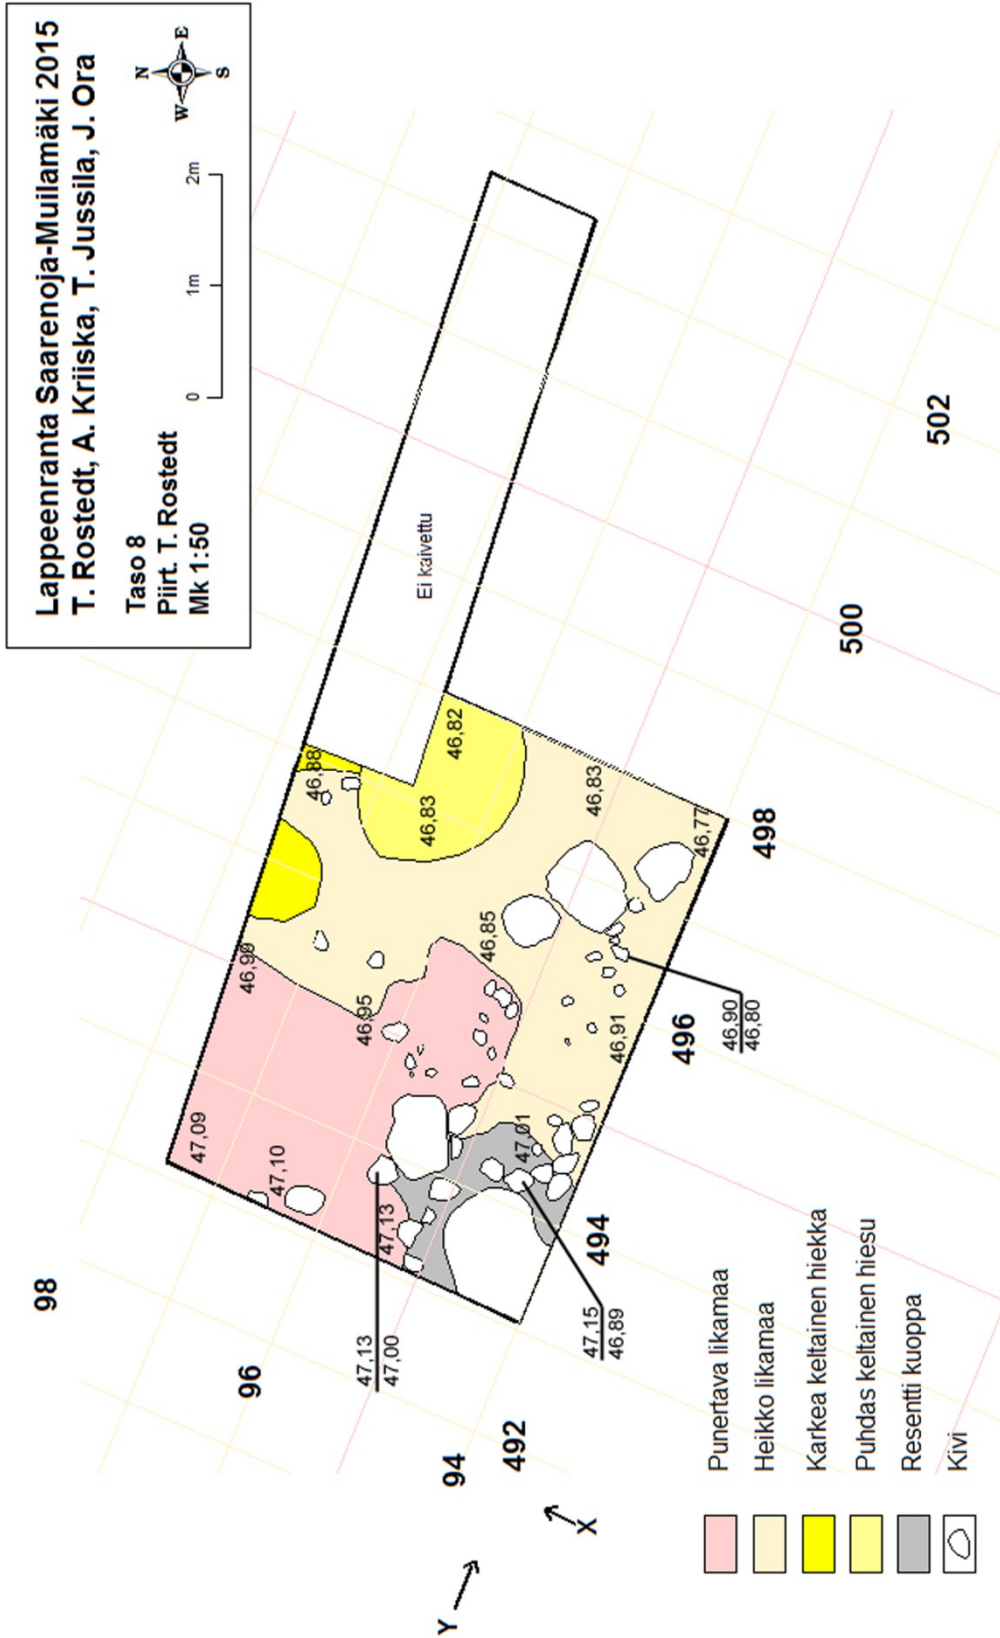 Lappeenranta Saarenoja-Muilamäki 2015
T. Rostedt, A. Kriiska, T. Jussila, J. Ora
Taso 8
Piirt. T. Rostedt
Mk 1:50
0 1m 2m
N
W E
S
98
96
94
492
494
496
498
500
502
Y
X
Ei kaivettu
47,09
47,10
47,13
46,99
46,95
46,88
46,83
46,82
46,85
46,83
46,77
46,91
47,01
47,13
47,00
47,15
46,89
46,90
46,80
Punertava likamaa
Heikko likamaa
Karkea keltainen hiekka
Puhdas keltainen hiesu
Resentti kuoppa
Kivi